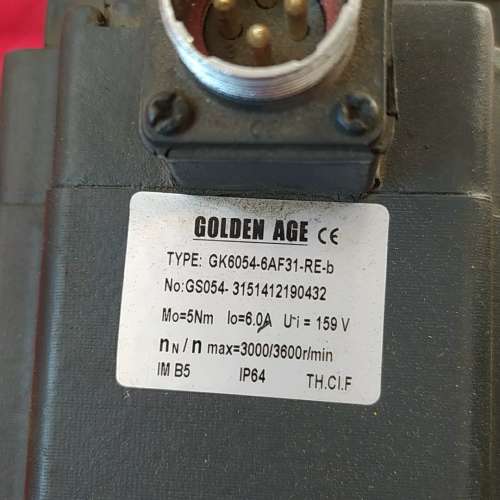 GOLDEN AGE CE
TYPE: GK6054-6AF31-RE-b
No:GS054- 3151412190432
Mo=5Nm Io=6.0A U~i = 159 V
nN / n max=3000/3600r/min
IM B5 IP64 TH.CI.F